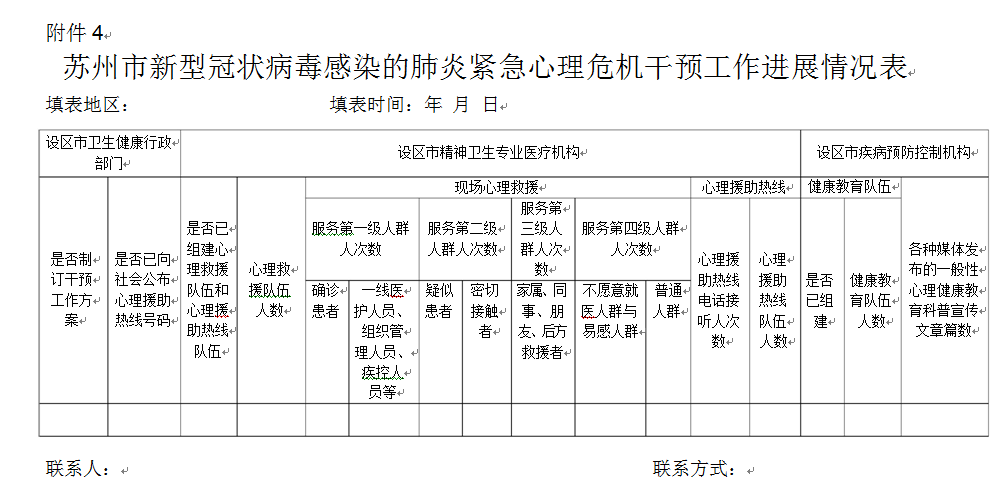 附件 4
苏州市新型冠状病毒感染的肺炎紧急心理危机干预工作进展情况表
填表地区： 填表时间：年 月 日
设区市卫生健康行政
部门
设区市精神卫生专业医疗机构
设区市疾病预防控制机构
是否制
订干预
工作方
案
是否已向
社会公布
心理援助
热线号码
是否已
组建心
理救援
队伍和
心理援
助热线
队伍
心理救
援队伍
人数
现场心理救援
服务第一级人群
人次数
服务第二级
人群人次数
服务第
三级人
群人次
数
服务第四级人群
人次数
确诊
患者
一线医
护人员、
组织管
理人员、
疾控人
员等
疑似
患者
密切
接触
者
家属、同
事、朋
友、后方
救援者
不愿意就
医人群与
易感人群
普通
人群
心理援助热线
心理援
助热线
电话接
听人次
数
心理
援助
热线
队伍
人数
健康教育队伍
是否
已组
建
健康教
育队伍
人数
各种媒体发
布的一般性
心理健康教
育科普宣传
文章篇数
联系人： 联系方式：